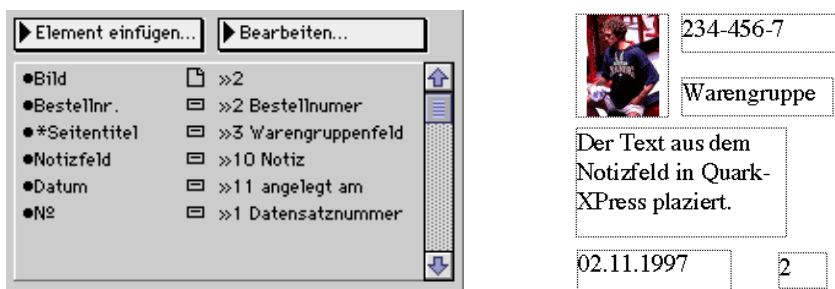 Element einfügen... Bearbeiten...
●Bild »2
●Bestellnr. »2 Bestellnumer
●*Seitentitel »3 Warengruppenfeld
●Notizfeld »10 Notiz
●Datum »11 angelegt am
●Nº »1 Datensatznummer
234-456-7
Warengruppe
Der Text aus dem
Notizfeld in Quark-
XPress plaziert.
02.11.1997 2